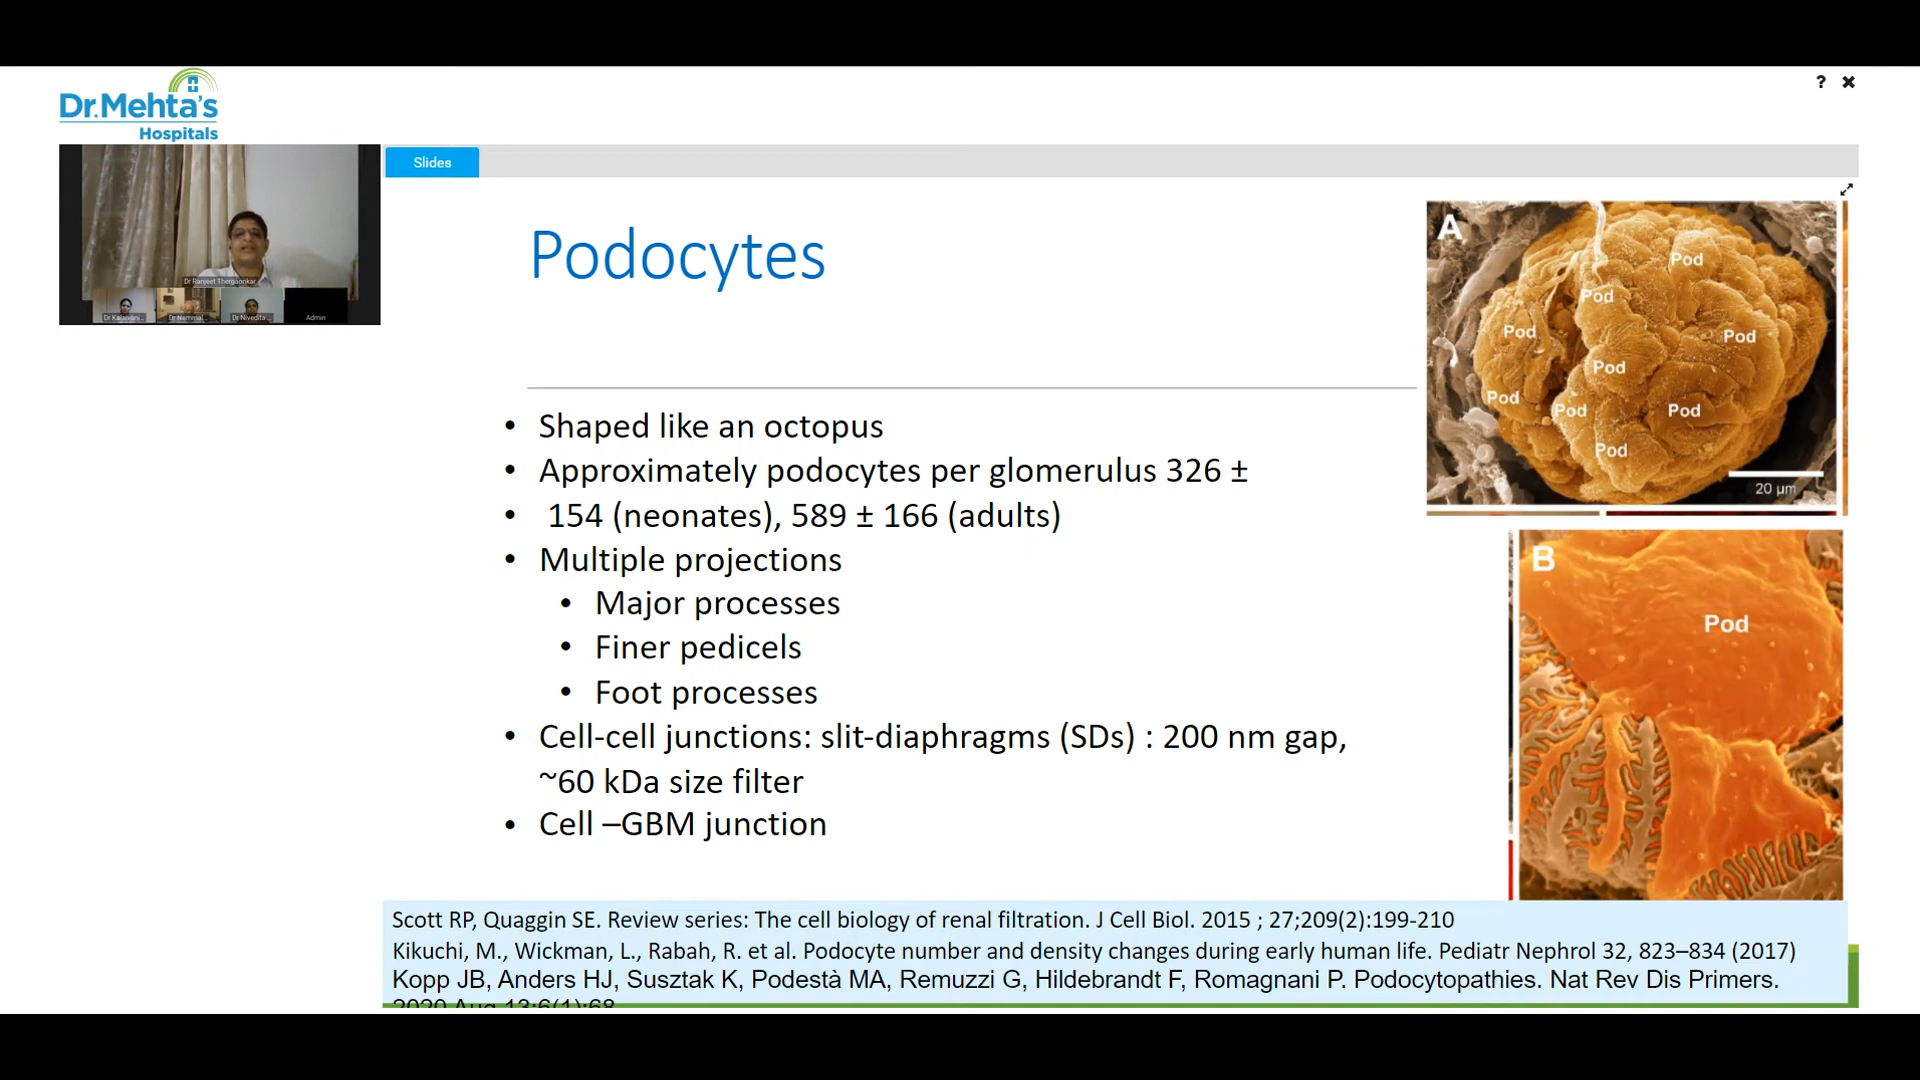 Dr.Mehta's
Hospitals
? ✖
Slides
Dr Ranjeet Thergaonkar
Dr Kalaivani...
Dr Nammal...
Dr Nivedita ...
Admin
Podocytes
• Shaped like an octopus
• Approximately podocytes per glomerulus 326 ±
• 154 (neonates), 589 ± 166 (adults)
• Multiple projections
• Major processes
• Finer pedicels
• Foot processes
• Cell-cell junctions: slit-diaphragms (SDs) : 200 nm gap,
~60 kDa size filter
• Cell –GBM junction
A
Pod
Pod
Pod
Pod
Pod
Pod
Pod
Pod
Pod
20 µm
B
Pod
Scott RP, Quaggin SE. Review series: The cell biology of renal filtration. J Cell Biol. 2015 ; 27;209(2):199-210
Kikuchi, M., Wickman, L., Rabah, R. et al. Podocyte number and density changes during early human life. Pediatr Nephrol 32, 823–834 (2017)
Kopp JB, Anders HJ, Susztak K, Podestà MA, Remuzzi G, Hildebrandt F, Romagnani P. Podocytopathies. Nat Rev Dis Primers.
2020 Aug 13;6(1):68